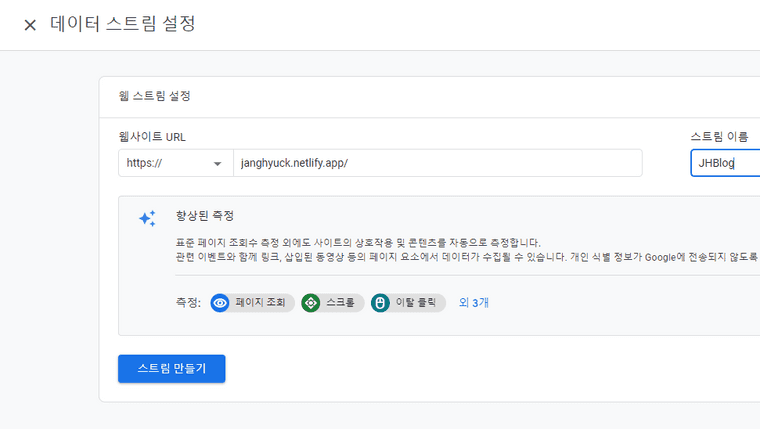 데이터 스트림 설정
웹 스트림 설정
웹사이트 URL
스트림 이름
https://
janghyuck.netlify.app/
JHBlog
향상된 측정
표준 페이지 조회수 측정 외에도 사이트의 상호작용 및 콘텐츠를 자동으로 측정합니다.
관련 이벤트와 함께 링크, 삽입된 동영상 등의 페이지 요소에서 데이터가 수집될 수 있습니다. 개인 식별 정보가 Google에 전송되지 않도록
측정: 페이지 조회 스크롤 이탈 클릭 외 3개
스트림 만들기